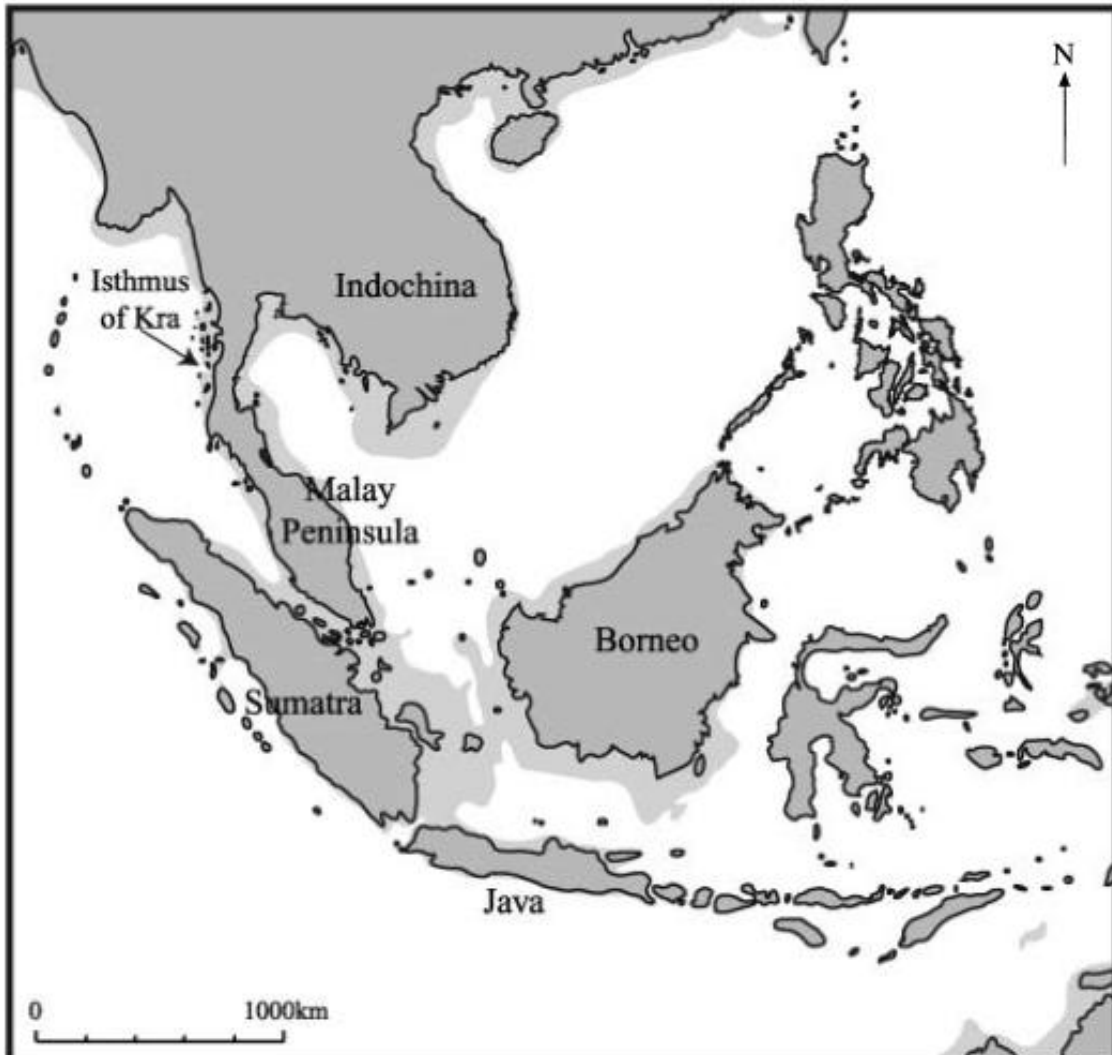 N
Isthmus
of Kra
Indochina
Malay
Peninsula
Borneo
Sumatra
Java
0
1000km